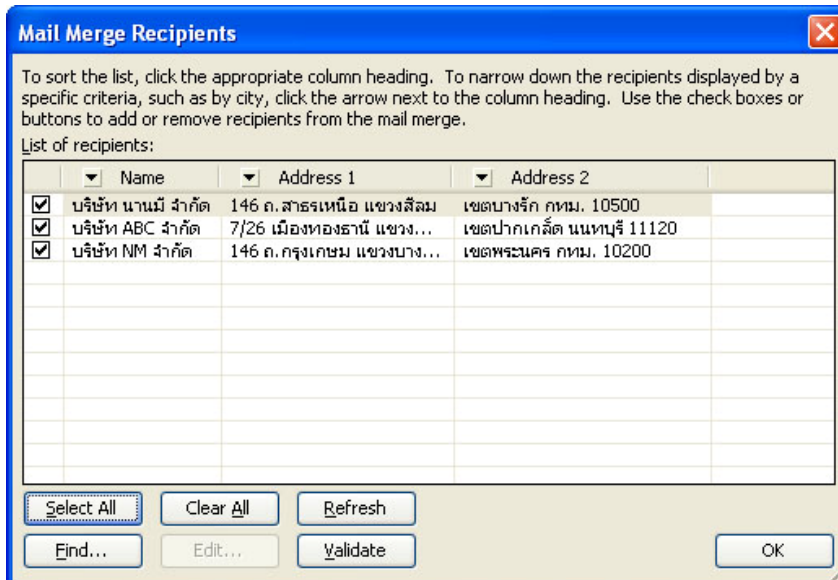 Mail Merge Recipients
To sort the list, click the appropriate column heading. To narrow down the recipients displayed by a
specific criteria, such as by city, click the arrow next to the column heading. Use the check boxes or
buttons to add or remove recipients from the mail merge.
List of recipients:
Name Address 1 Address 2
บริษัท นานมี จำกัด 146 ถ.สาธรเหนือ แขวงสีลม เขตบางรัก กทม. 10500
บริษัท ABC จำกัด 7/26 เมืองทองธานี แขวง... เขตปากเกล็ด นนทบุรี 11120
บริษัท NM จำกัด 146 ถ.กรุงเกษม แขวงบาง... เขตพระนคร กทม. 10200
Select All Clear All Refresh
Find... Edit... Validate OK